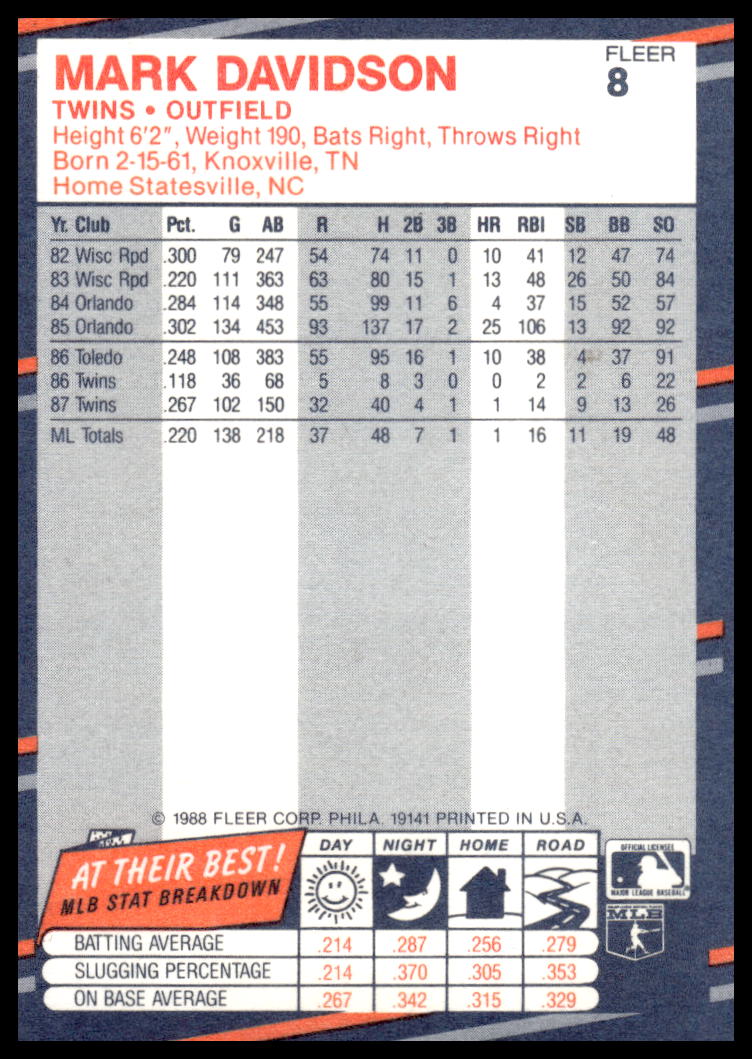 MARK DAVIDSON
FLEER
8
TWINS • OUTFIELD
Height 6'2", Weight 190, Bats Right, Throws Right
Born 2-15-61, Knoxville, TN
Home Statesville, NC
Yr. Club Pct. G AB R H 2B 3B HR RBI SB BB SO
82 Wisc Rpd .300 79 247 54 74 11 0 10 41 12 47 74
83 Wisc Rpd .220 111 363 63 80 15 1 13 48 26 50 84
84 Orlando .284 114 348 55 99 11 6 4 37 15 52 57
85 Orlando .302 134 453 93 137 17 2 25 106 13 92 92
86 Toledo .248 108 383 55 95 16 1 10 38 4 37 91
86 Twins .118 36 68 5 8 3 0 0 2 2 6 22
87 Twins .267 102 150 32 40 4 1 1 14 9 13 26
ML Totals .220 138 218 37 48 7 1 1 16 11 19 48
© 1988 FLEER CORP. PHILA. 19141 PRINTED IN U.S.A.
AT THEIR BEST!
MLB STAT BREAKDOWN
DAY NIGHT HOME ROAD
OFFICIAL LICENSEE
MAJOR LEAGUE BASEBALL
MLB
BATTING AVERAGE .214 .287 .256 .279
SLUGGING PERCENTAGE .214 .370 .305 .353
ON BASE AVERAGE .267 .342 .315 .329